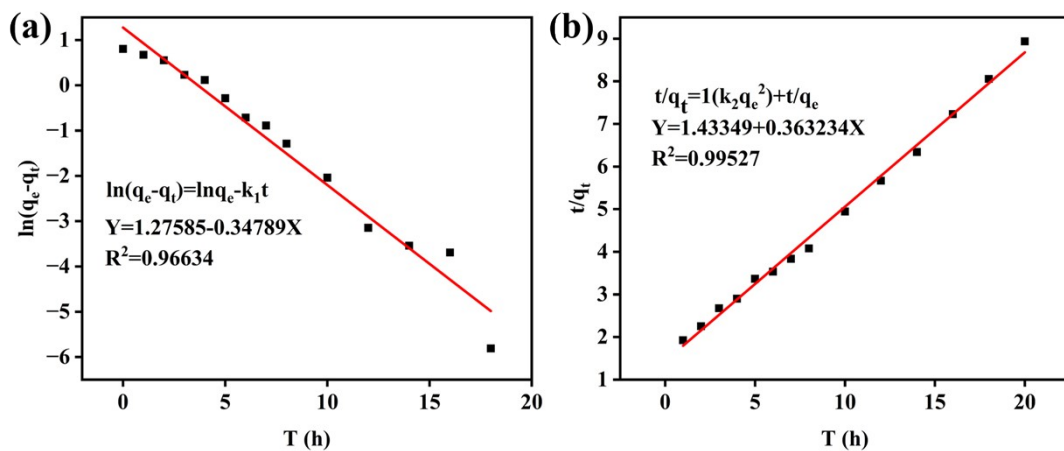 (a)
1
0
−1
−2
−3
−4
−5
−6
ln(qe-qt)
ln(qe-qt)=lnqe-k1t
Y=1.27585-0.34789X
R2=0.96634
0 5 10 15 20
T (h)
(b)
9
8
7
6
5
4
3
2
1
t/qt
t/qt=1(k2qe2)+t/qe
Y=1.43349+0.363234X
R2=0.99527
0 5 10 15 20
T (h)